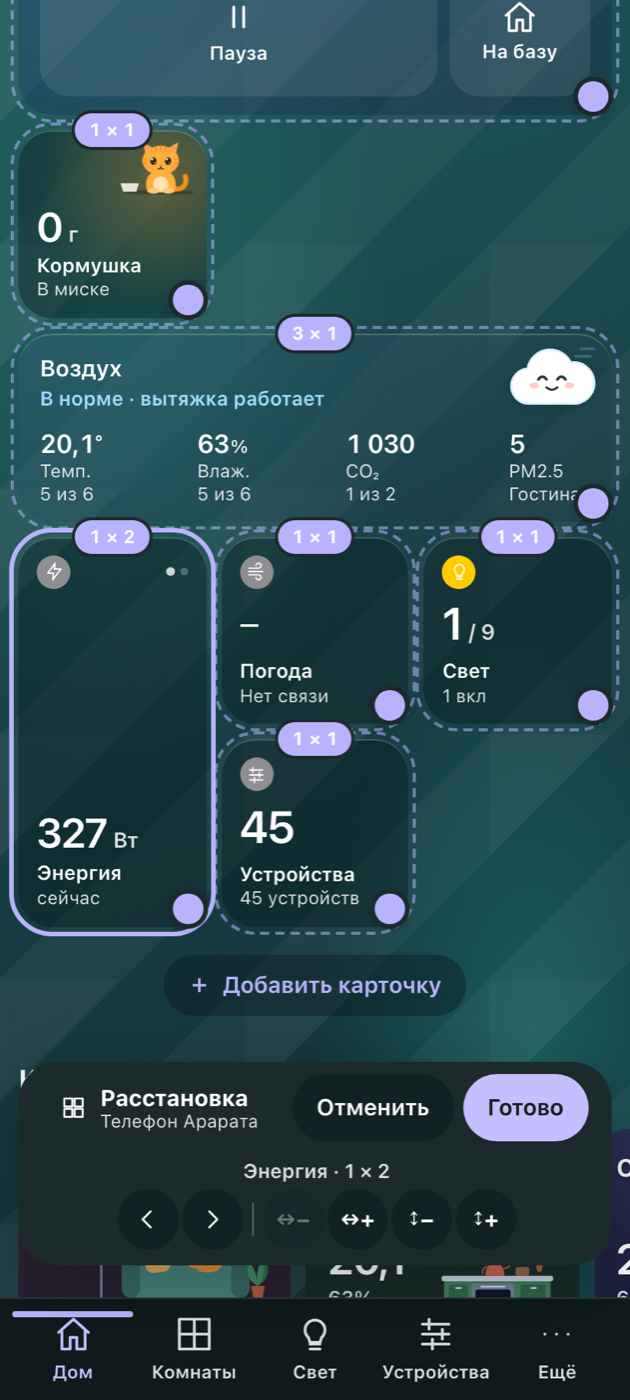 Пауза
На базу
1 × 1
0 г
Кормушка
В миске
3 × 1
Воздух
В норме · вытяжка работает
20,1° 63% 1 030 5
Темп. Влаж. CO₂ PM2.5
5 из 6 5 из 6 1 из 2
1 × 2 1 × 1 1 × 1
–
1 / 9
Погода Свет
Нет связи 1 вкл
1 × 1
45
327 Вт
Энергия Устройства
сейчас 45 устройств
+ Добавить карточку
Расстановка
Телефон Арарата
Отменить
Готово
Энергия · 1 × 2
↔− ↔+ ↕− ↕+
Дом Комнаты Свет Устройства Ещё